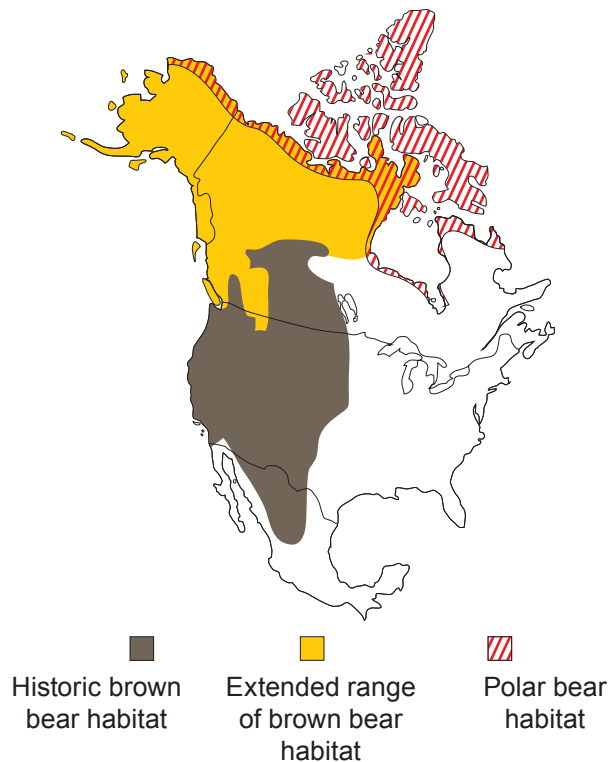 Historic brown
bear habitat
Extended range
of brown bear
habitat
Polar bear
habitat